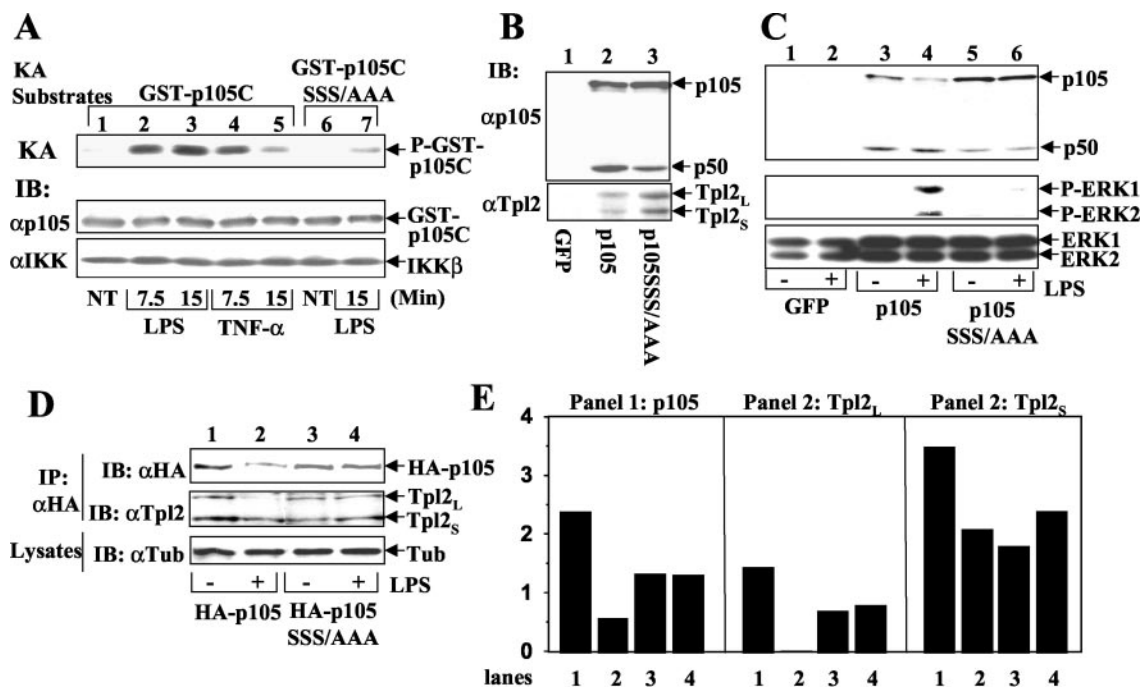 A
KA
Substrates
GST-p105C
GST-p105C
SSS/AAA
1 2 3 4 5 6 7
KA
P-GST-
p105C
IB:
αp105
GST-
p105C
αIKK
IKKβ
NT 7.5 15 7.5 15 NT 15 (Min)
LPS TNF-α LPS
B
1 2 3
IB:
αp105
p105
p50
αTpl2
Tpl2L
Tpl2S
GFP
p105
p105SSS/AAA
C
1 2 3 4 5 6
p105
p50
P-ERK1
P-ERK2
ERK1
ERK2
- + - + - + LPS
GFP p105 p105
SSS/AAA
D
1 2 3 4
IP:
αHA
IB: αHA
HA-p105
IB: αTpl2
Tpl2L
Tpl2S
Lysates IB: αTub Tub
- + - + LPS
HA-p105 HA-p105
SSS/AAA
E
Panel 1: p105 Panel 2: Tpl2L Panel 2: Tpl2S
4
3
2
1
0
lanes 1 2 3 4 1 2 3 4 1 2 3 4